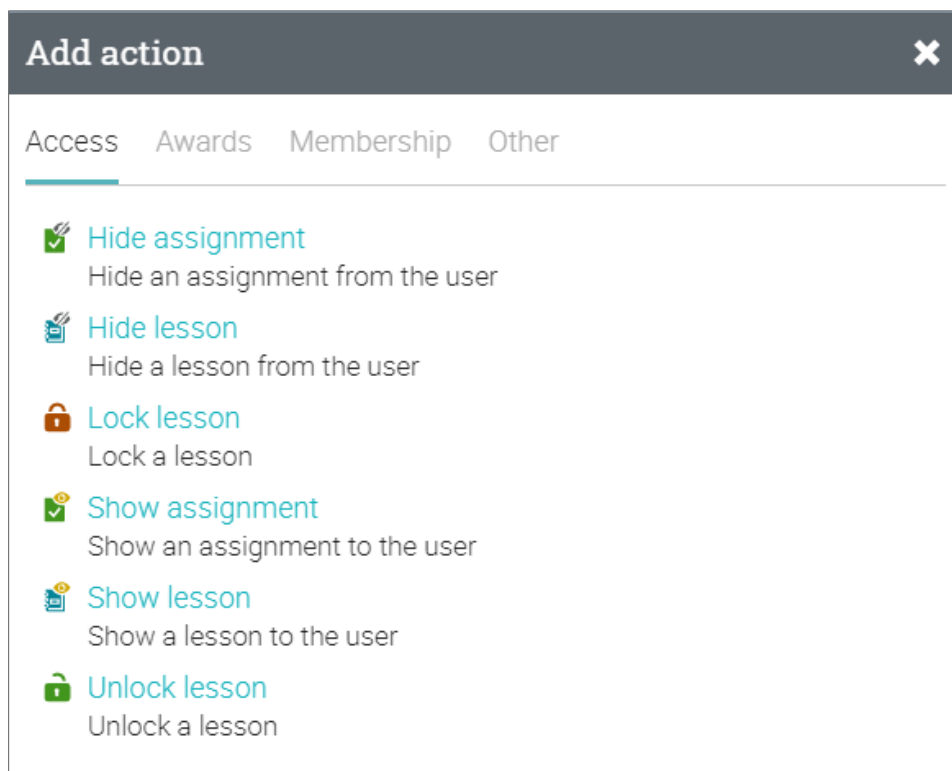 Add action
Access Awards Membership Other
Hide assignment
Hide an assignment from the user
Hide lesson
Hide a lesson from the user
Lock lesson
Lock a lesson
Show assignment
Show an assignment to the user
Show lesson
Show a lesson to the user
Unlock lesson
Unlock a lesson